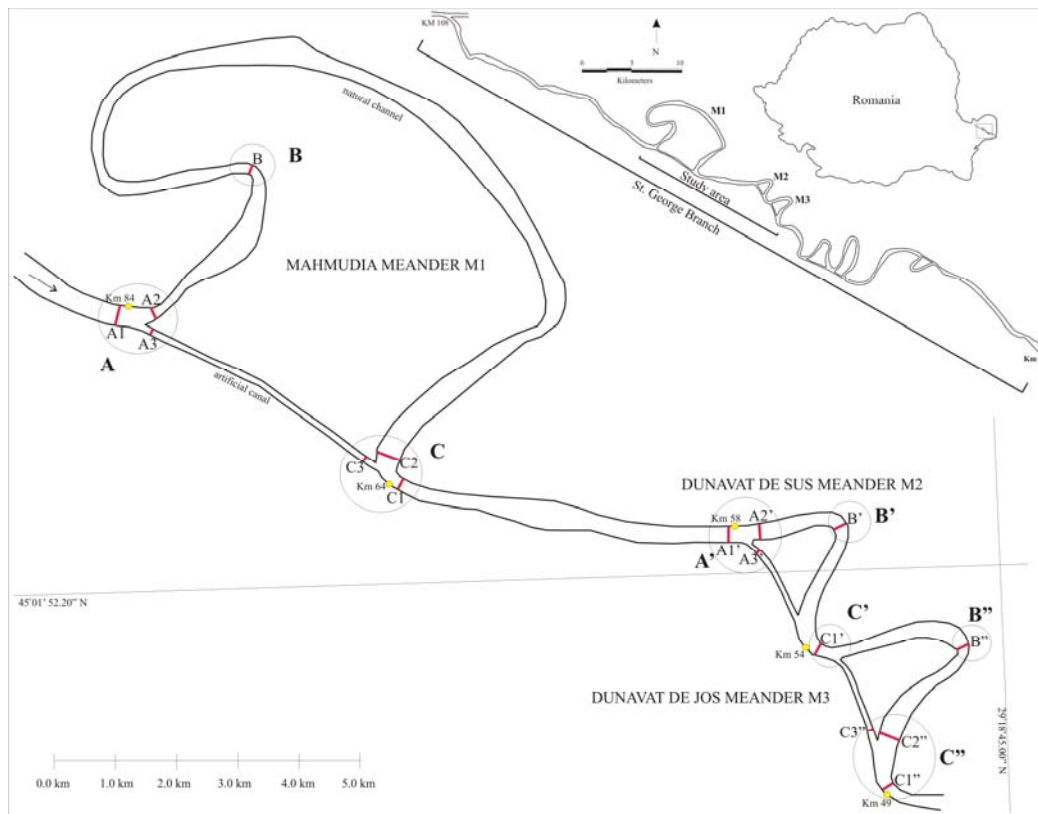 KM 108
N
0 5 10
Kilometers
M1
Romania
M2
M3
Study area
St. George Branch
Km
natural channel
B
B
MAHMUDIA MEANDER M1
Km 84
A2
A1
A3
A
artificial canal
C
C3
C2
Km 64
C1
DUNAVAT DE SUS MEANDER M2
Km 58
A2'
B'
B'
A1'
A3'
A'
45°01' 52.20" N
C'
C1'
Km 54
B"
B"
DUNAVAT DE JOS MEANDER M3
C3"
C2"
C"
C1"
Km 49
29°18'45.00" N
0.0 km 1.0 km 2.0 km 3.0 km 4.0 km 5.0 km